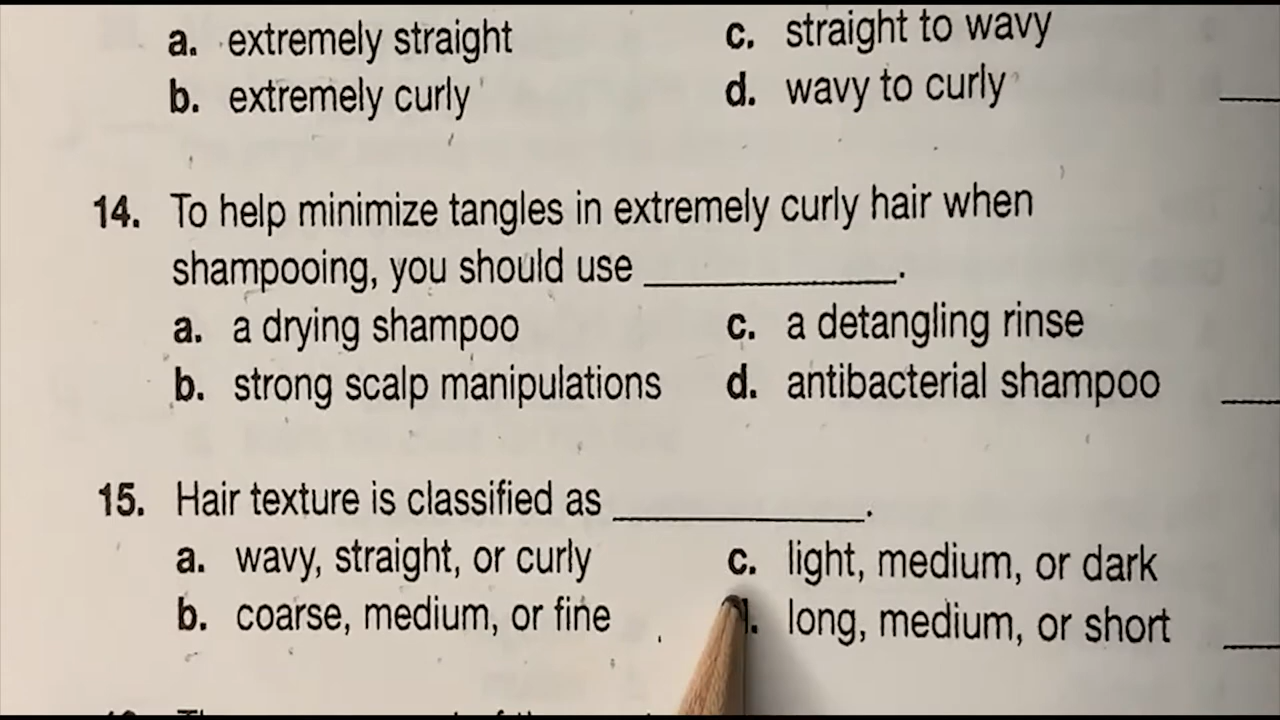 a. extremely straight c. straight to wavy
b. extremely curly d. wavy to curly
14. To help minimize tangles in extremely curly hair when
shampooing, you should use ____________.
a. a drying shampoo c. a detangling rinse
b. strong scalp manipulations d. antibacterial shampoo
15. Hair texture is classified as ____________.
a. wavy, straight, or curly c. light, medium, or dark
b. coarse, medium, or fine d. long, medium, or short